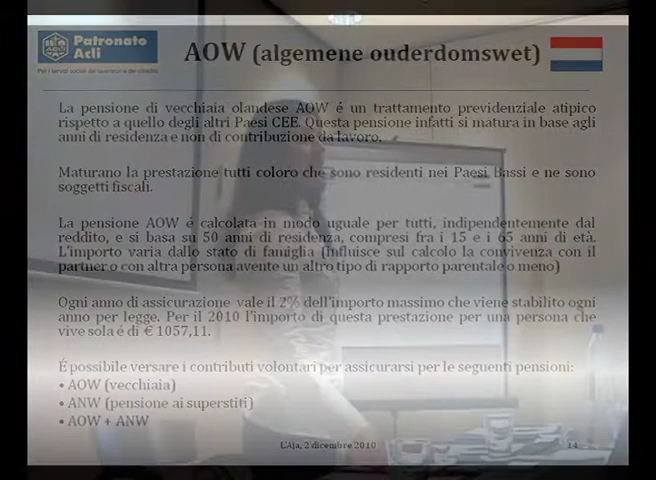 Patronato
Acli
Per i servizi sociali dei lavoratori e dei cittadini
AOW (algemene ouderdomswet)
La pensione di vecchiaia olandese AOW é un trattamento previdenziale atipico
rispetto a quello degli altri Paesi CEE. Questa pensione infatti si matura in base agli
anni di residenza e non di contribuzione da lavoro.
Maturano la prestazione tutti coloro che sono residenti nei Paesi Bassi e ne sono
soggetti fiscali.
La pensione AOW é calcolata in modo uguale per tutti, indipendentemente dal
reddito, e si basa su 50 anni di residenza, compresi fra i 15 e i 65 anni di età.
L'importo varia dallo stato di famiglia (influisce sul calcolo la convivenza con il
partner o con altra persona avente un altro tipo di rapporto parentale o meno)
Ogni anno di assicurazione vale il 2% dell'importo massimo che viene stabilito ogni
anno per legge. Per il 2010 l'importo di questa prestazione per una persona che
vive sola é di € 1057,11.
É possibile versare i contributi volontari per assicurarsi per le seguenti pensioni:
• AOW (vecchiaia)
• ANW (pensione ai superstiti)
• AOW + ANW
L'Aja, 2 dicembre 2010
14